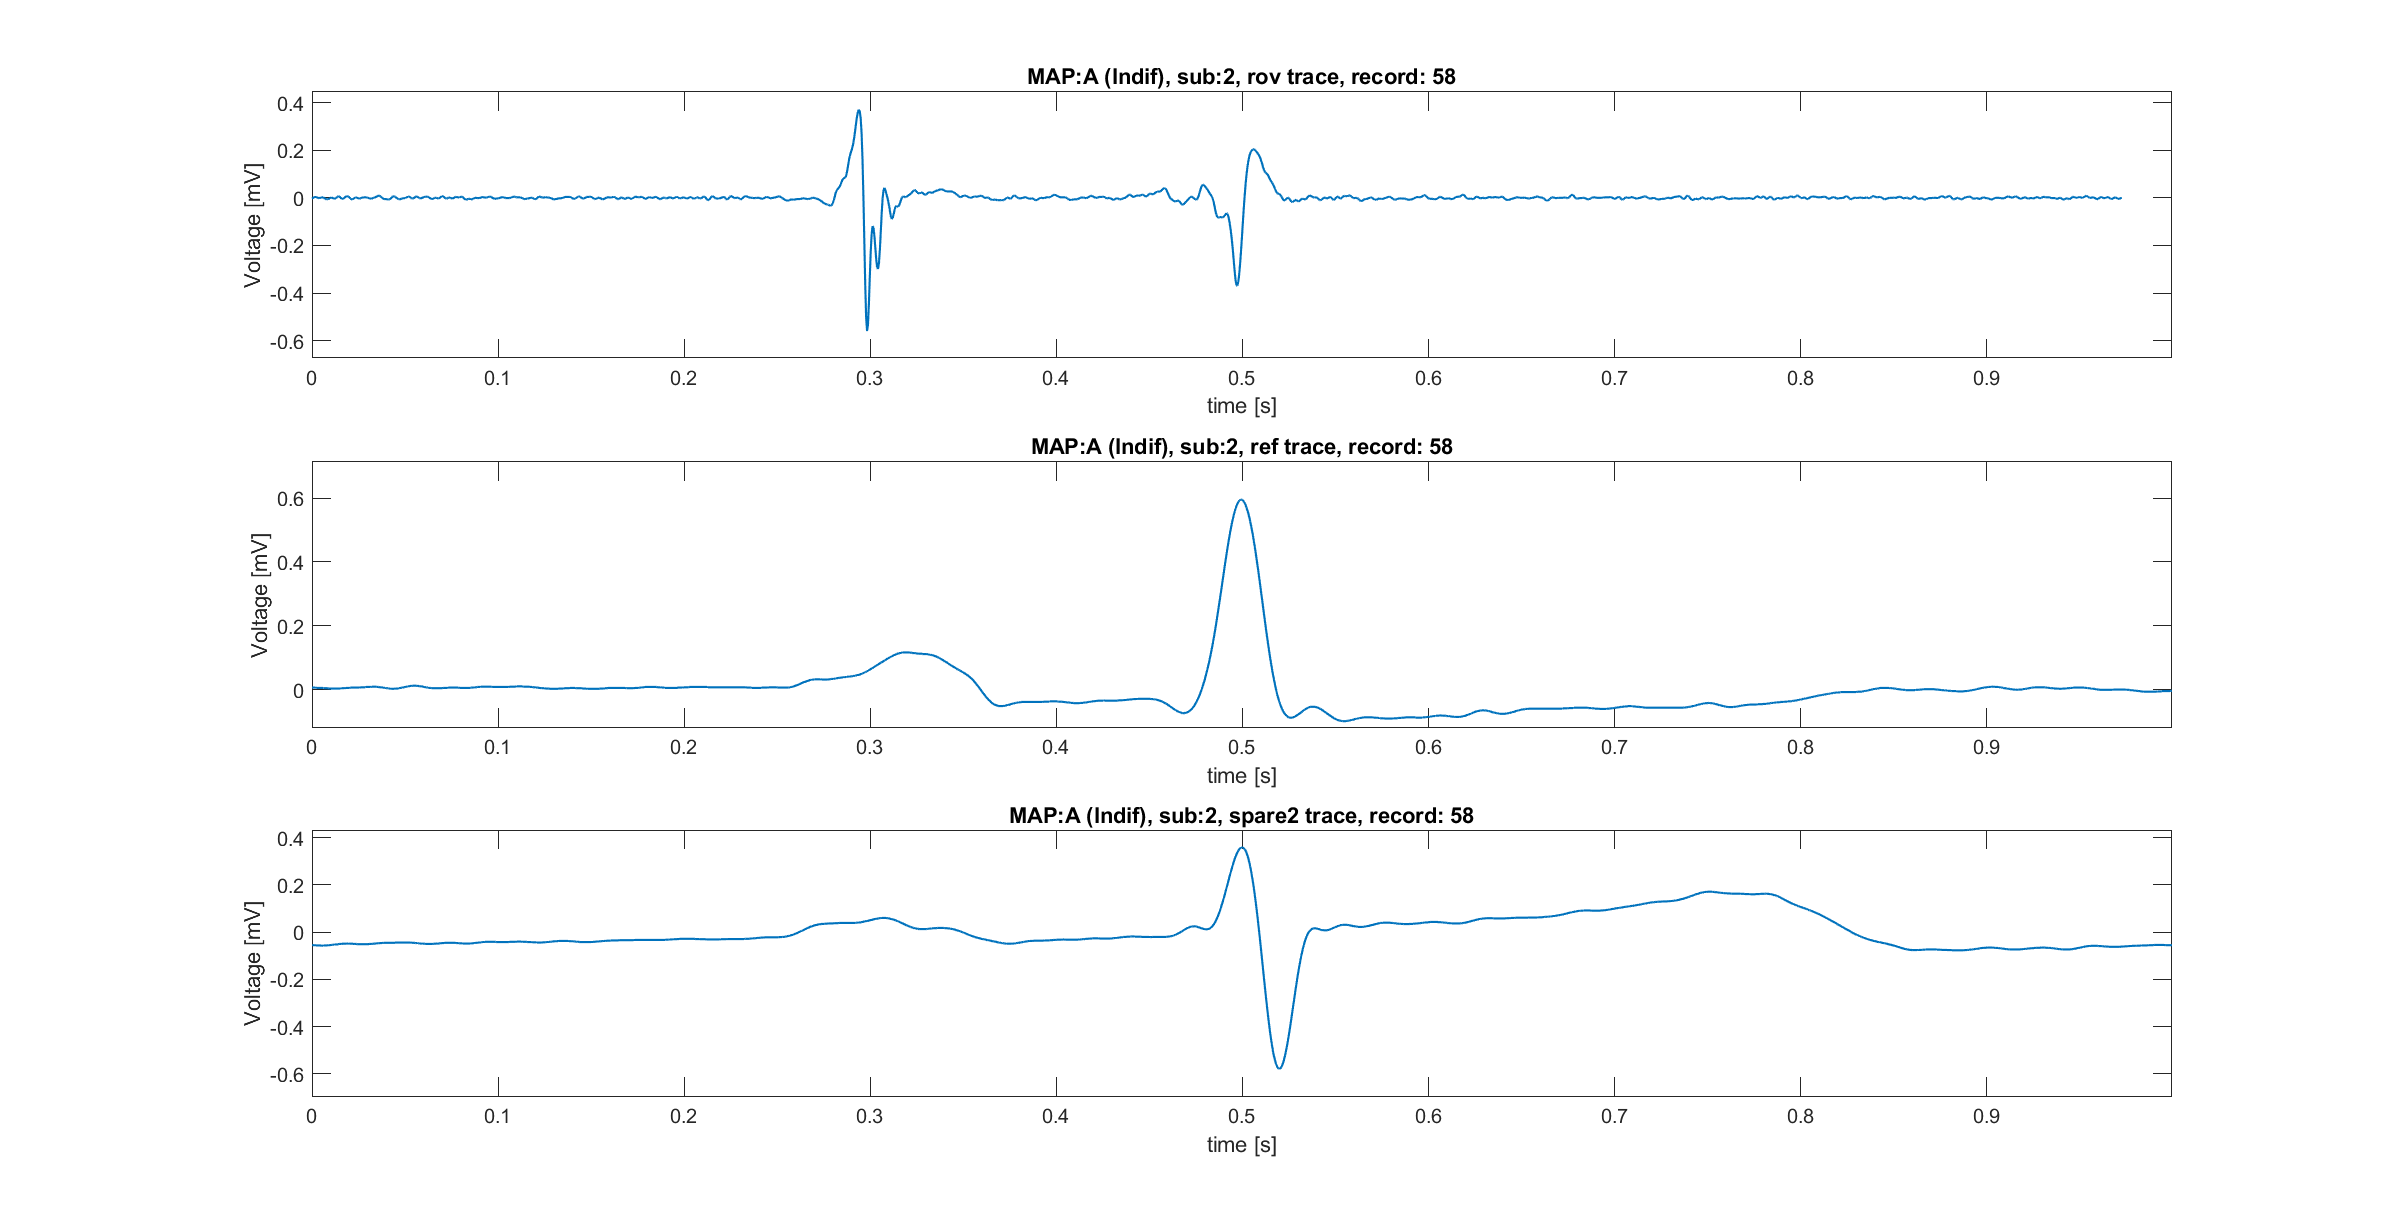 MAP:A (Indif), sub:2, rov trace, record: 58
0.4
0.2
0
-0.2
-0.4
-0.6
Voltage [mV]
0 0.1 0.2 0.3 0.4 0.5 0.6 0.7 0.8 0.9
time [s]
MAP:A (Indif), sub:2, ref trace, record: 58
0.6
0.4
0.2
0
Voltage [mV]
0 0.1 0.2 0.3 0.4 0.5 0.6 0.7 0.8 0.9
time [s]
MAP:A (Indif), sub:2, spare2 trace, record: 58
0.4
0.2
0
-0.2
-0.4
-0.6
Voltage [mV]
0 0.1 0.2 0.3 0.4 0.5 0.6 0.7 0.8 0.9
time [s]